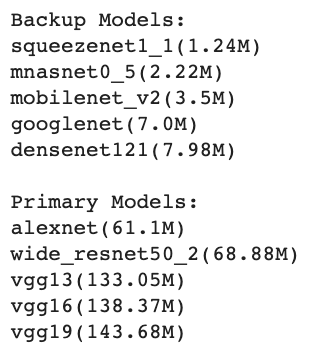 Backup Models:
squeezenet1_1(1.24M)
mnasnet0_5(2.22M)
mobilenet_v2(3.5M)
googlenet(7.0M)
densenet121(7.98M)

Primary Models:
alexnet(61.1M)
wide_resnet50_2(68.88M)
vgg13(133.05M)
vgg16(138.37M)
vgg19(143.68M)